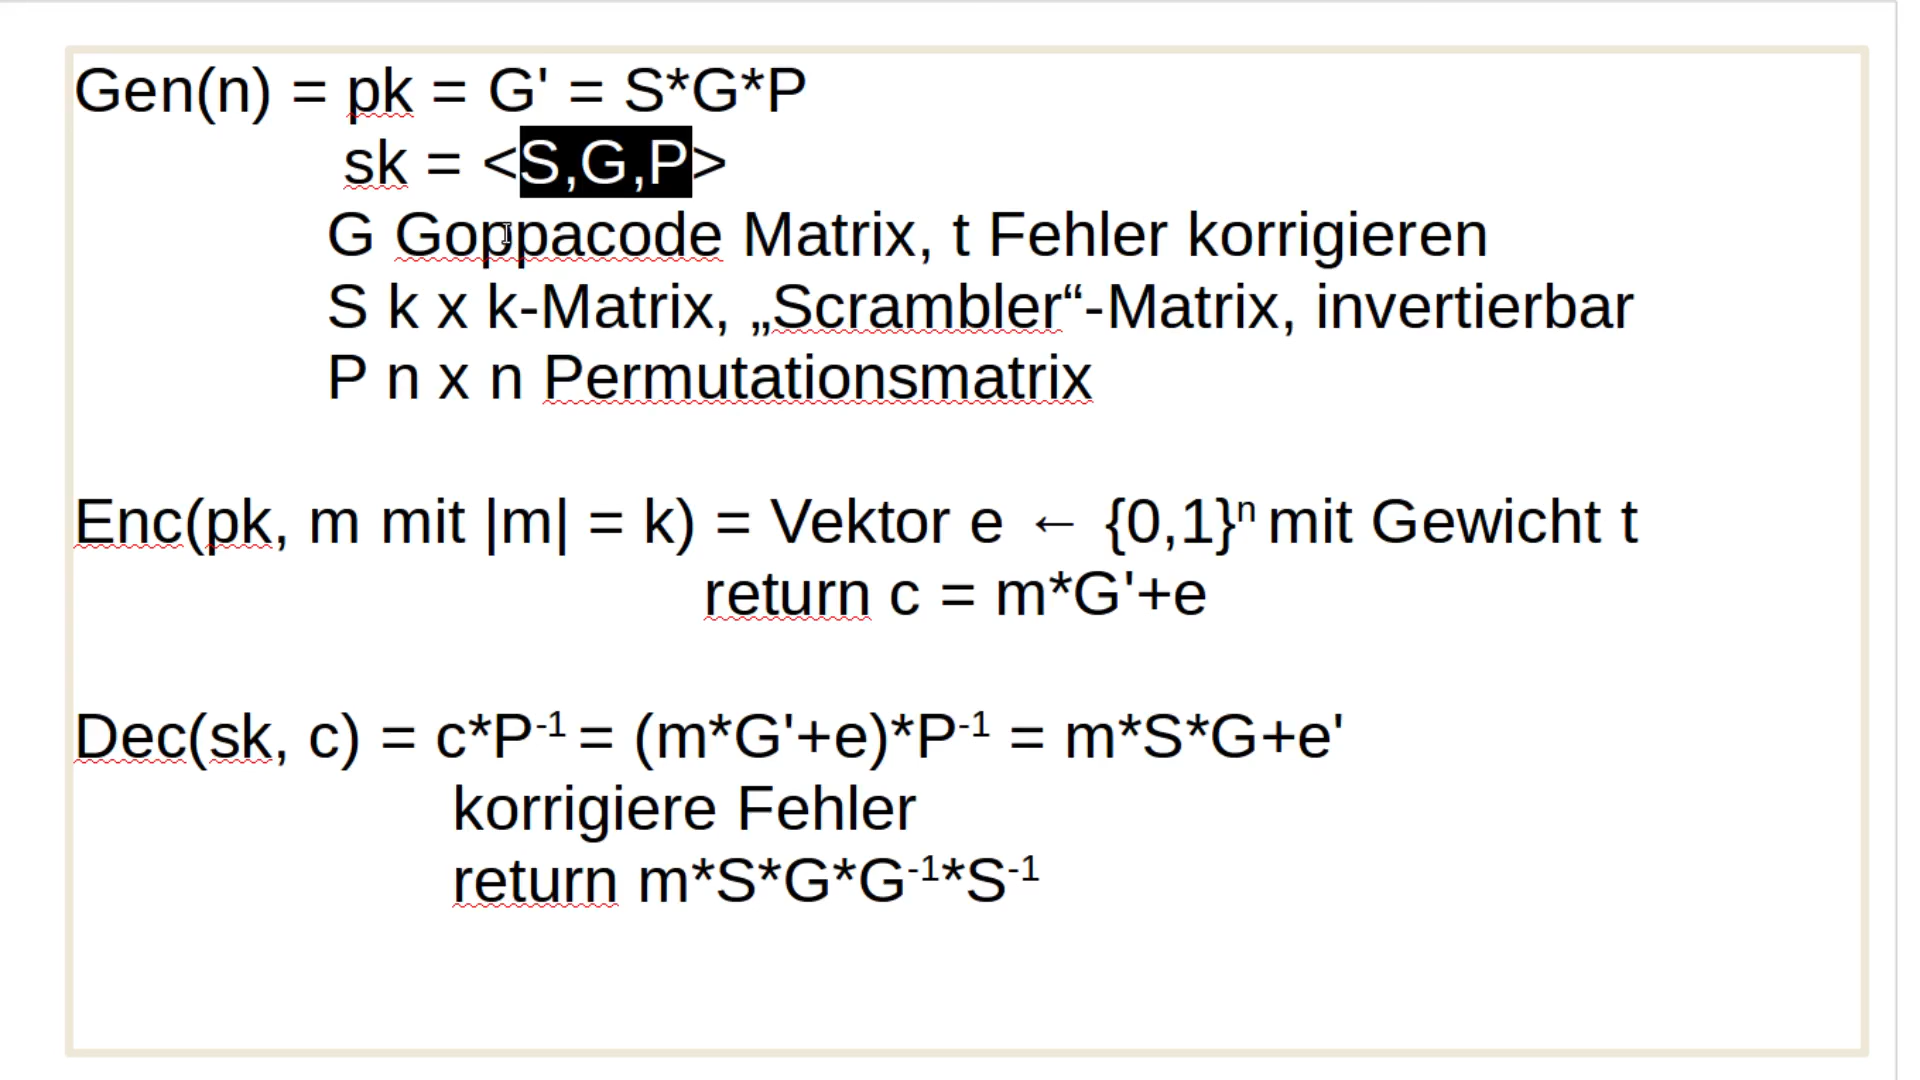 Gen(n) = pk = G' = S*G*P
sk = <S,G,P>
G Goppacode Matrix, t Fehler korrigieren
S k x k-Matrix, „Scrambler“-Matrix, invertierbar
P n x n Permutationsmatrix
Enc(pk, m mit |m| = k) = Vektor e ← {0,1}ⁿ mit Gewicht t
return c = m*G'+e
Dec(sk, c) = c*P⁻¹ = (m*G'+e)*P⁻¹ = m*S*G+e'
korrigiere Fehler
return m*S*G*G⁻¹*S⁻¹